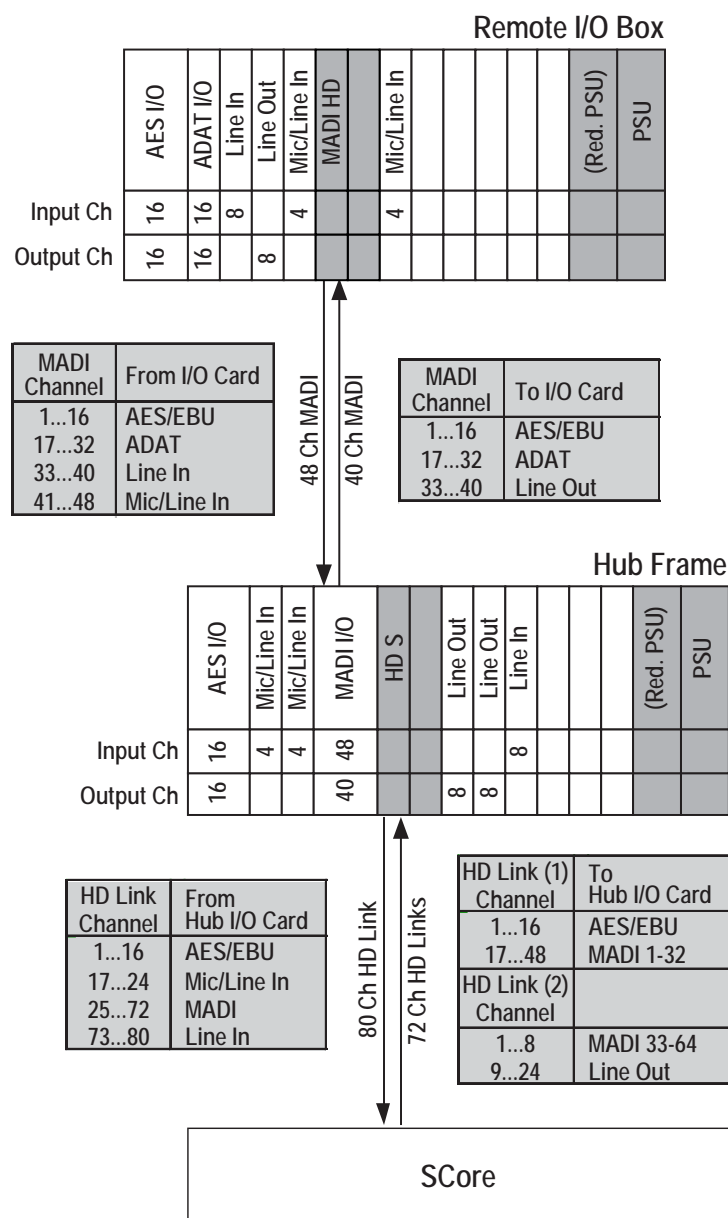 Remote I/O Box
AES I/O
ADAT I/O
Line In
Line Out
Mic/Line In
MADI HD
Mic/Line In
(Red. PSU)
PSU
Input Ch 16 16 8 4 4
Output Ch 16 16 8
MADI Channel From I/O Card
1...16 AES/EBU
17...32 ADAT
33...40 Line In
41...48 Mic/Line In
48 Ch MADI
40 Ch MADI
MADI Channel To I/O Card
1...16 AES/EBU
17...32 ADAT
33...40 Line Out
Hub Frame
AES I/O
Mic/Line In
Mic/Line In
MADI I/O
HD S
Line Out
Line Out
Line In
(Red. PSU)
PSU
Input Ch 16 4 4 48 8
Output Ch 16 40 8 8
HD Link Channel From Hub I/O Card
1...16 AES/EBU
17...24 Mic/Line In
25...72 MADI
73...80 Line In
80 Ch HD Link
72 Ch HD Links
HD Link (1) Channel To Hub I/O Card
1...16 AES/EBU
17...48 MADI 1-32
HD Link (2) Channel
1...8 MADI 33-64
9...24 Line Out
SCore